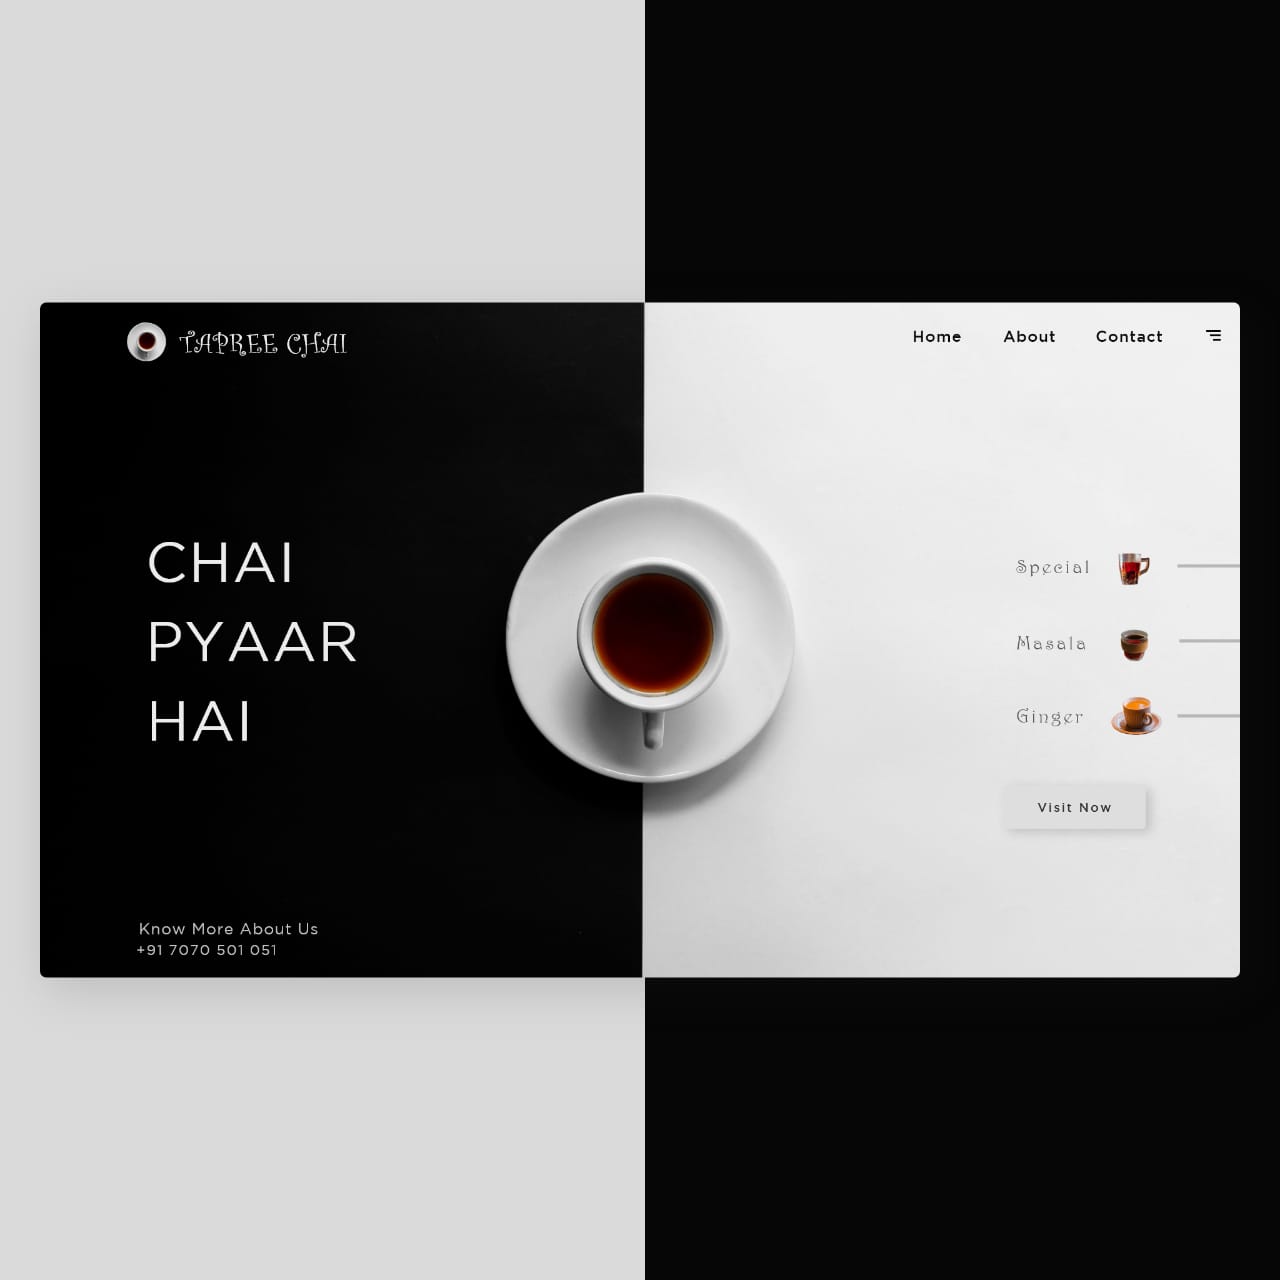 TAPREE CHAI
Home About Contact
CHAI
PYAAR
HAI
Special
Masala
Ginger
Visit Now
Know More About Us
+91 7070 501 051